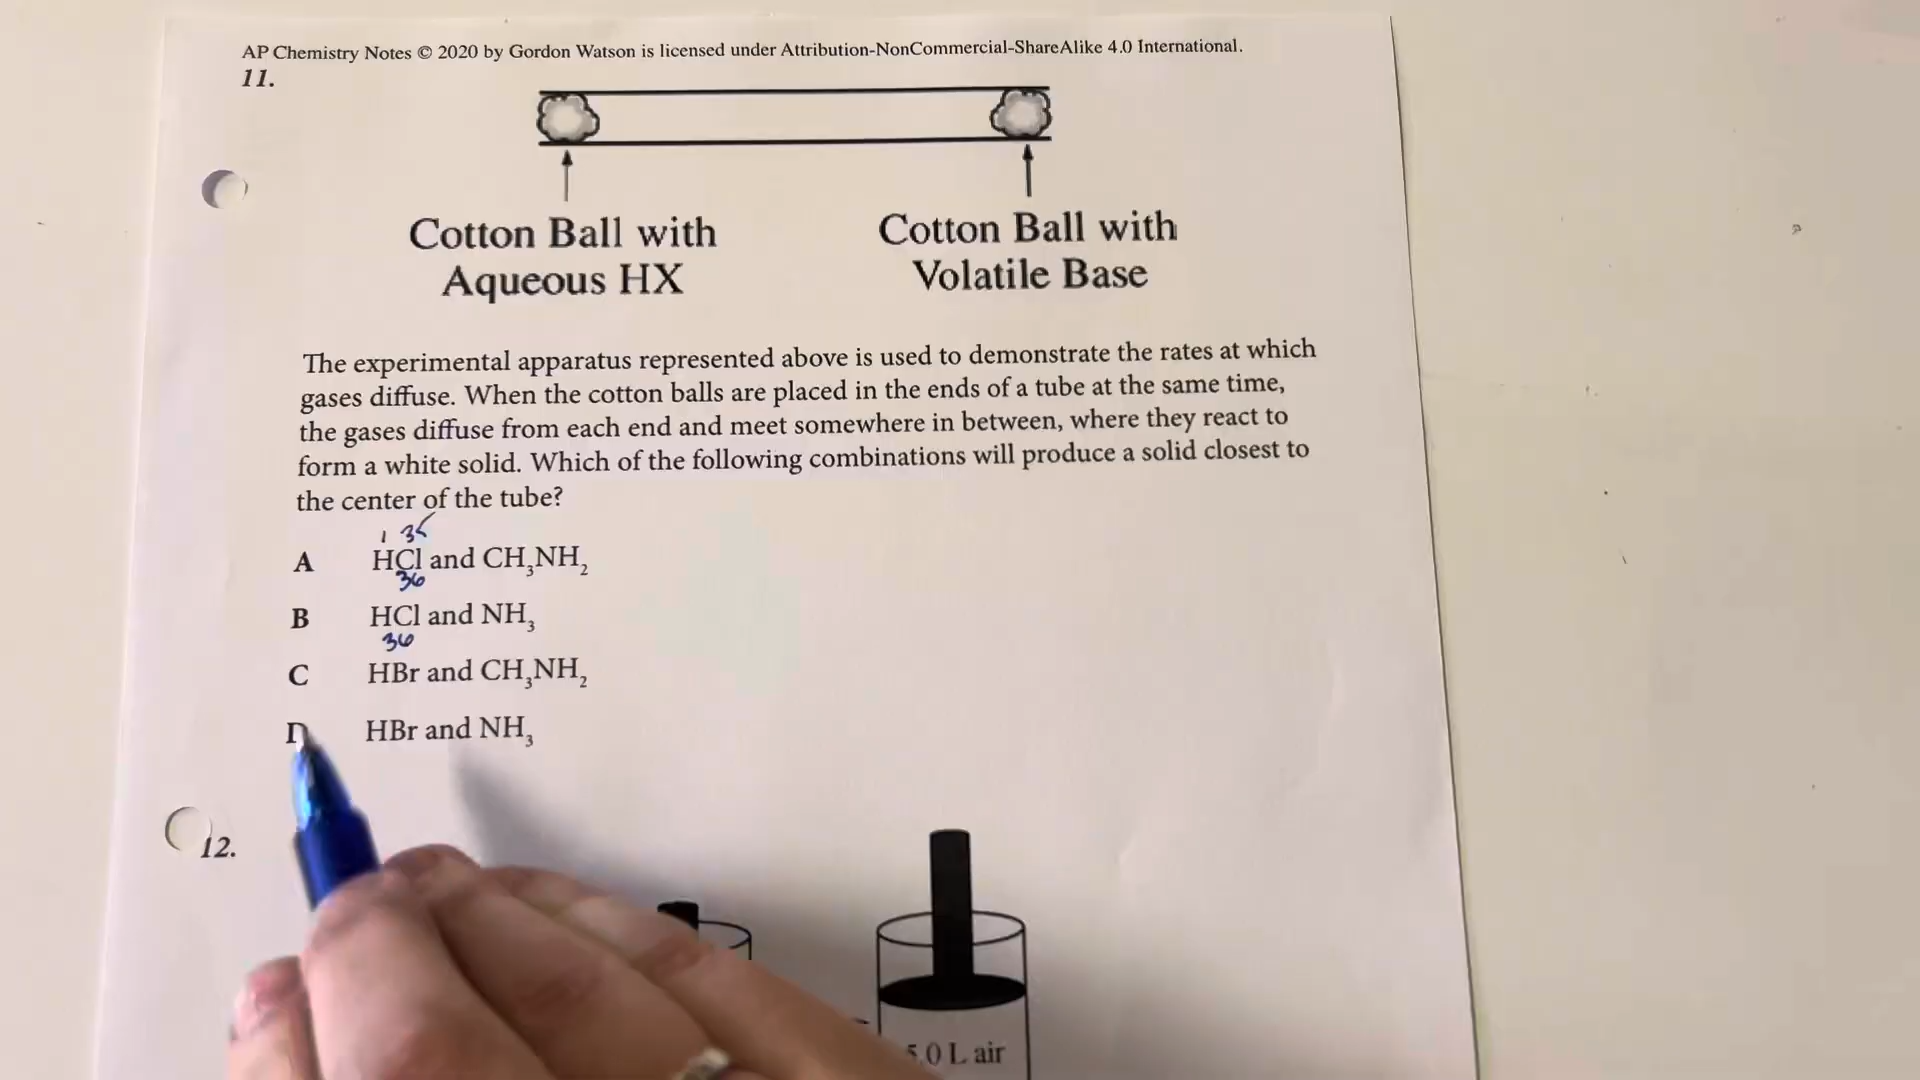 AP Chemistry Notes © 2020 by Gordon Watson is licensed under Attribution-NonCommercial-ShareAlike 4.0 International.
11.
Cotton Ball with
Aqueous HX
Cotton Ball with
Volatile Base
The experimental apparatus represented above is used to demonstrate the rates at which
gases diffuse. When the cotton balls are placed in the ends of a tube at the same time,
the gases diffuse from each end and meet somewhere in between, where they react to
form a white solid. Which of the following combinations will produce a solid closest to
the center of the tube?
1 35
A HCl and CH₃NH₂
36
B HCl and NH₃
36
C HBr and CH₃NH₂
D HBr and NH₃
12.
5.0 L air